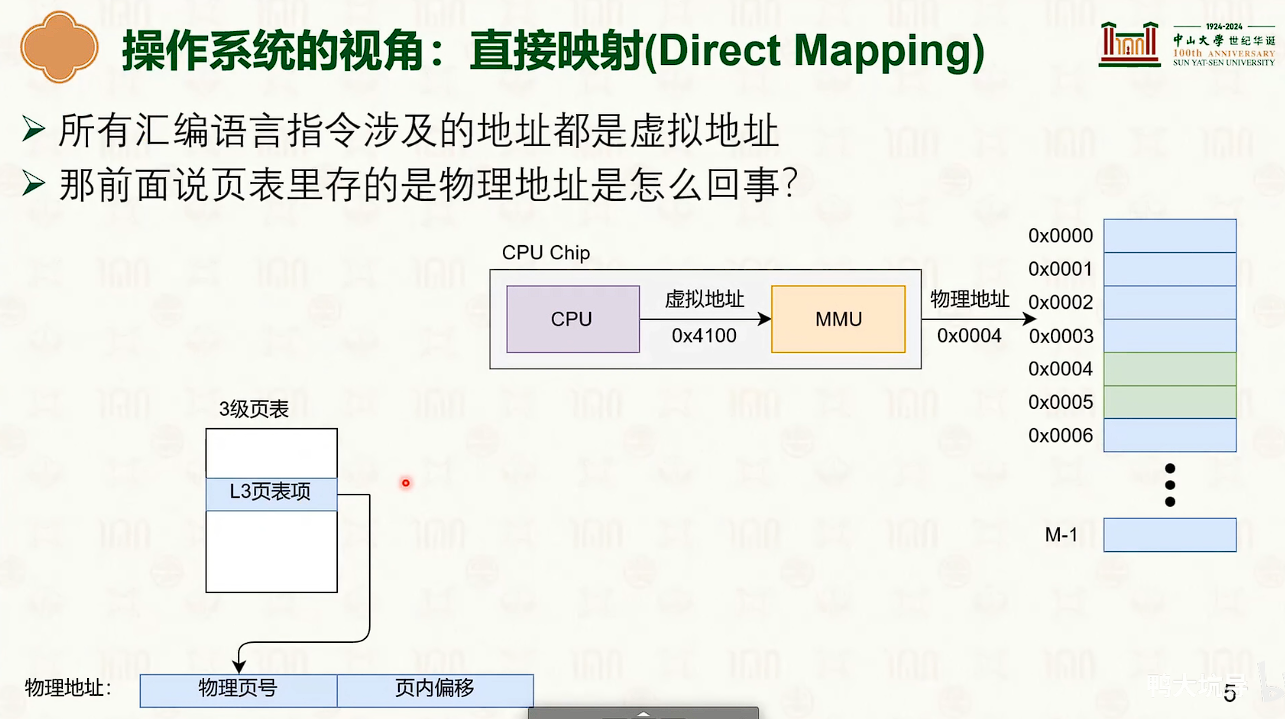 操作系统的视角：直接映射(Direct Mapping)
1924-2024
中山大学 世纪华诞
100th ANNIVERSARY
SUN YAT-SEN UNIVERSITY
所有汇编语言指令涉及的地址都是虚拟地址
那前面说页表里存的是物理地址是怎么回事？
CPU Chip
CPU
虚拟地址
0x4100
MMU
物理地址
0x0004
0x0000
0x0001
0x0002
0x0003
0x0004
0x0005
0x0006
M-1
3级页表
L3页表项
物理地址：
物理页号
页内偏移
5